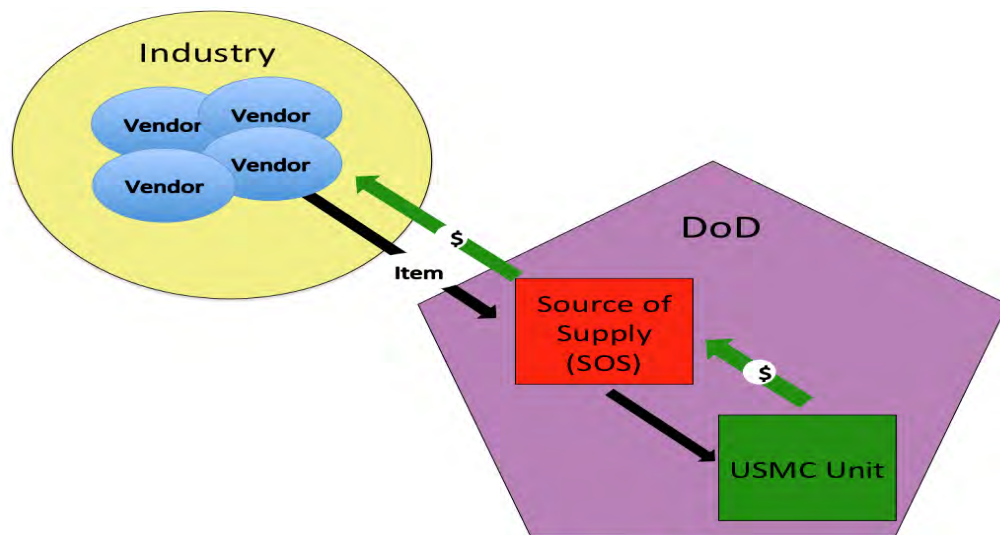 Industry
Vendor
Vendor
Vendor
Vendor
$
Item
DoD
Source of
Supply
(SOS)
$
USMC Unit